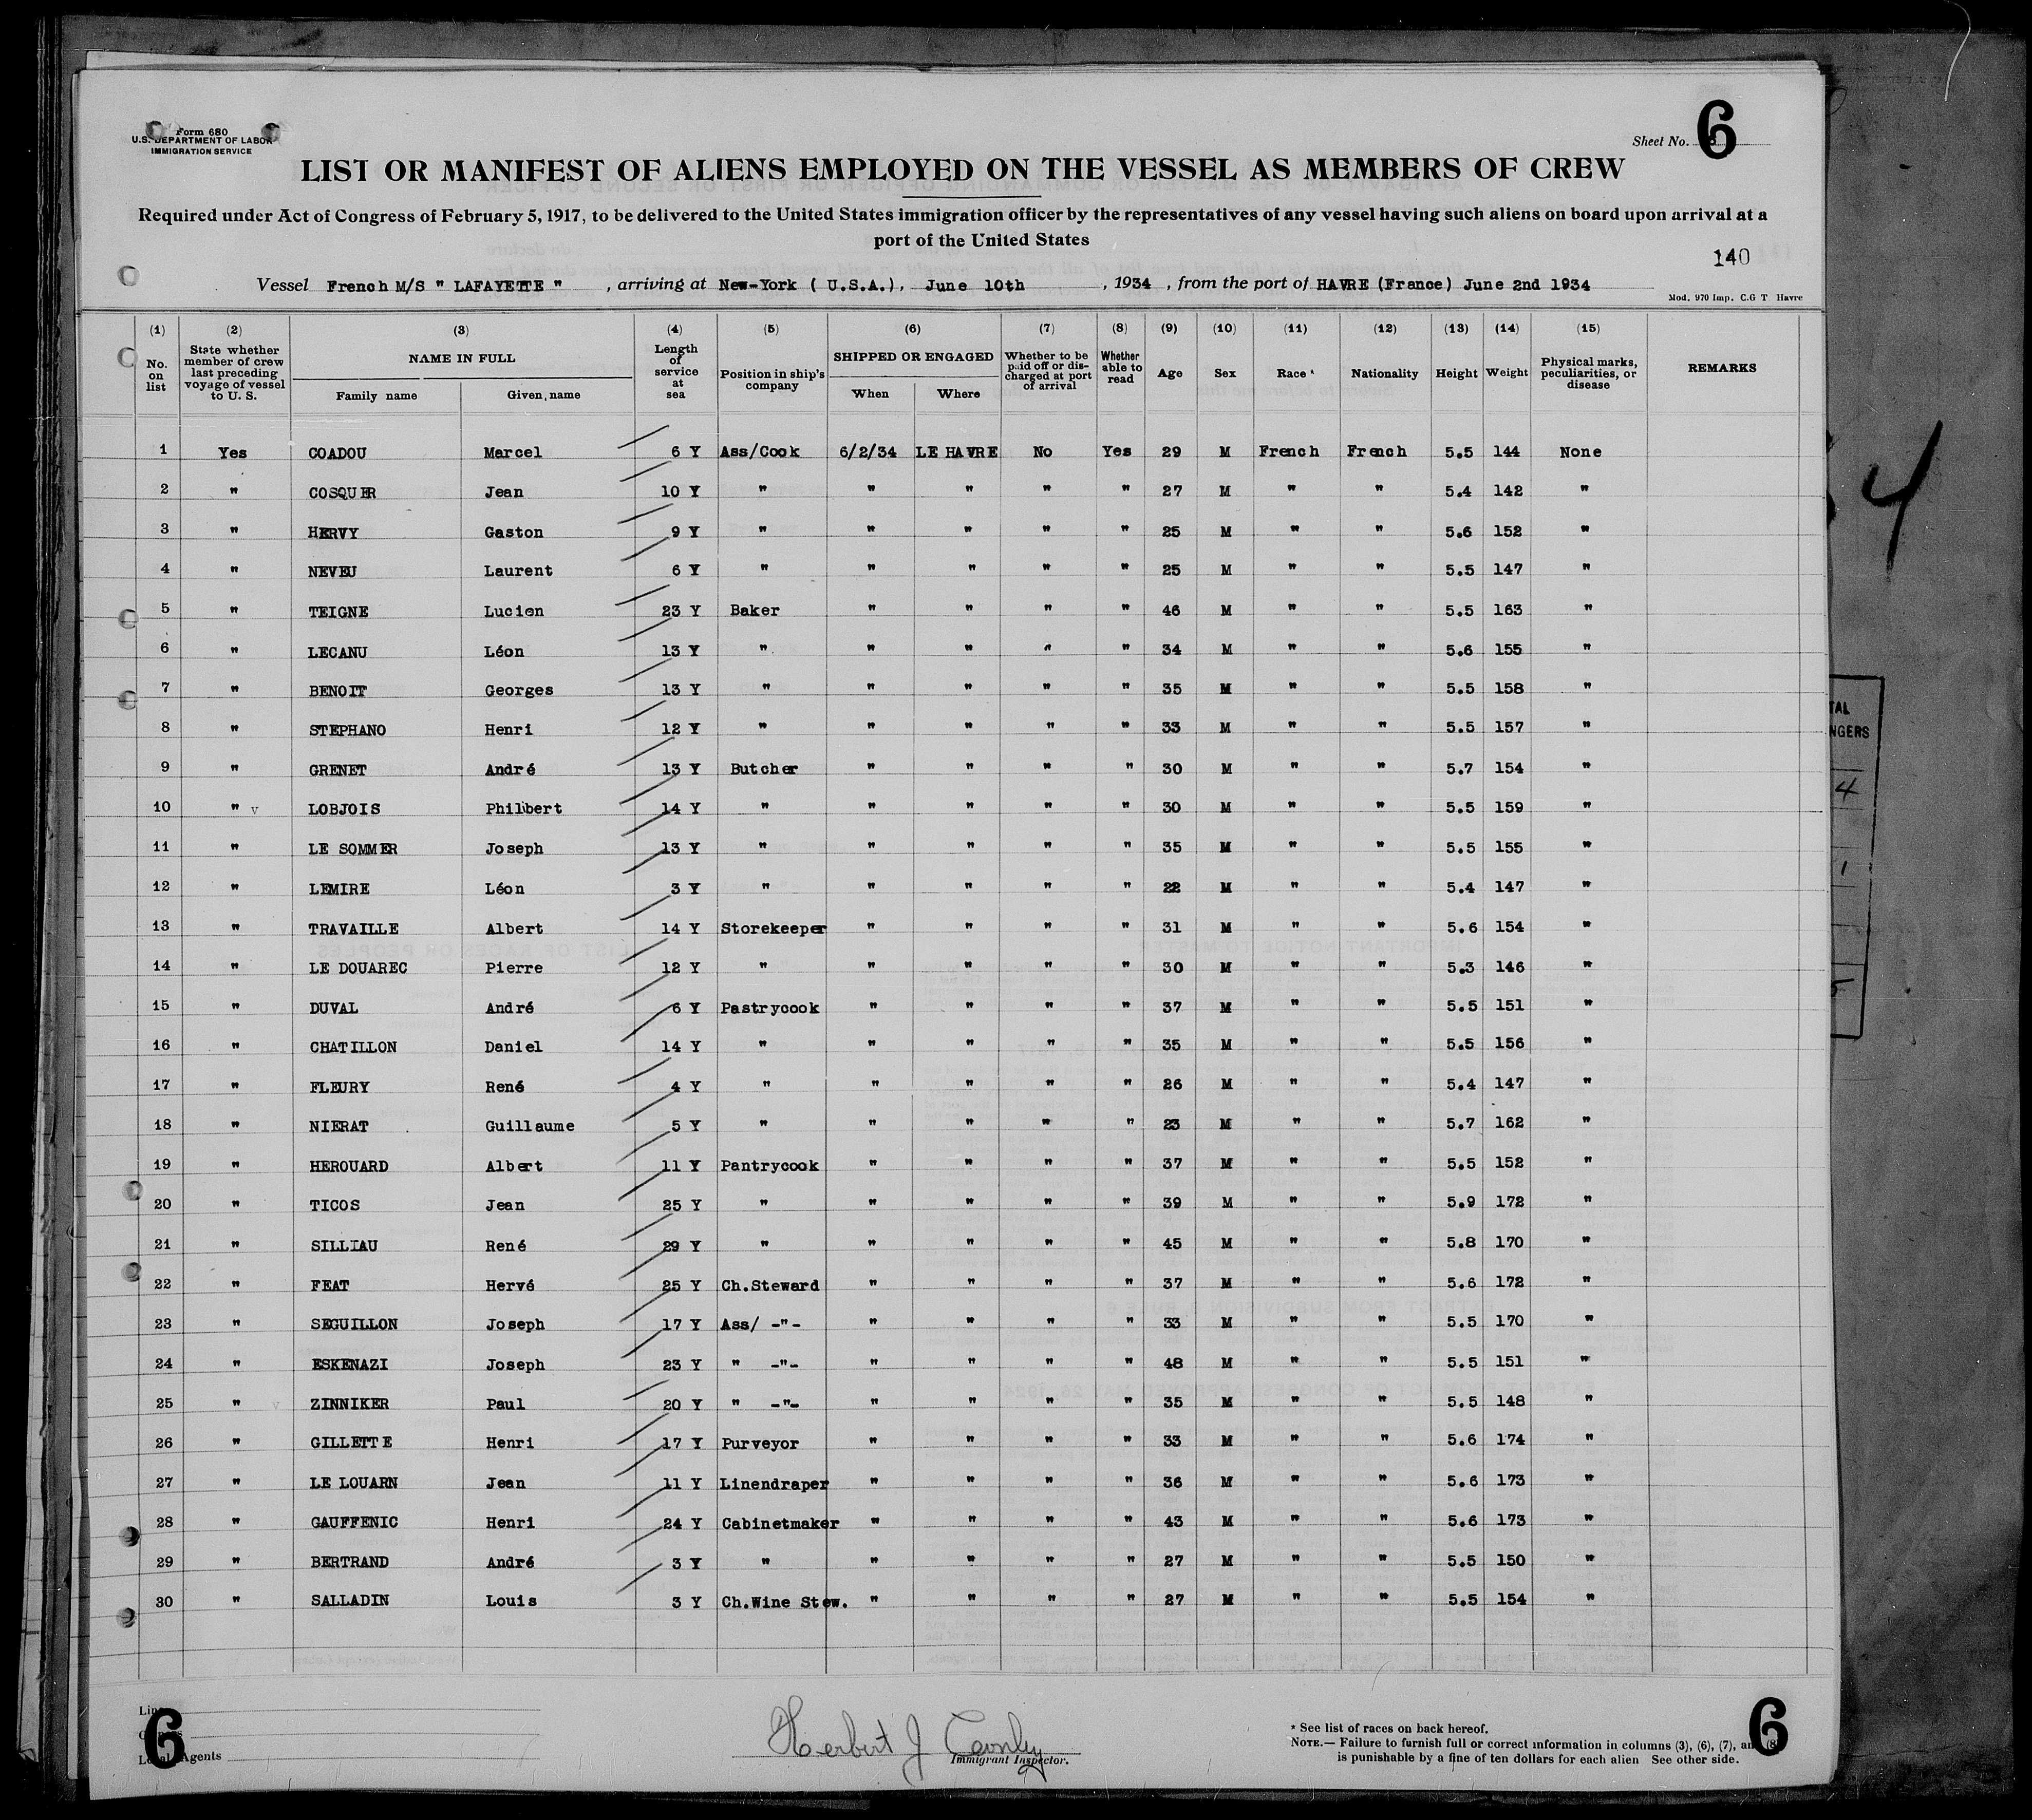 Form 680
U.S. DEPARTMENT OF LABOR
IMMIGRATION SERVICE
Sheet No. 6
LIST OR MANIFEST OF ALIENS EMPLOYED ON THE VESSEL AS MEMBERS OF CREW
Required under Act of Congress of February 5, 1917, to be delivered to the United States immigration officer by the representatives of any vessel having such aliens on board upon arrival at a
port of the United States
140
Vessel French M/S " LAFAYETTE " , arriving at New-York ( U.S.A.), June 10th , 1934 , from the port of HAVRE (France) June 2nd 1934
Mod. 970 Imp. C.G T Havre
(1) (2) (3) (4) (5) (6) (7) (8) (9) (10) (11) (12) (13) (14) (15)
No. on list State whether member of crew last preceding voyage of vessel to U. S. NAME IN FULL Family name Given name Length of service at sea Position in ship's company SHIPPED OR ENGAGED When Where Whether to be paid off or discharged at port of arrival Whether able to read Age Sex Race * Nationality Height Weight Physical marks, peculiarities, or disease REMARKS
1 Yes COADOU Marcel 6 Y Ass/Cook 6/2/34 LE HAVRE No Yes 29 M French French 5.5 144 None
2 " COSQUER Jean 10 Y " " " " " 27 M " " 5.4 142 "
3 " HERVY Gaston 9 Y " " " " " 25 M " " 5.6 152 "
4 " NEVEU Laurent 6 Y " " " " " 25 M " " 5.5 147 "
5 " TEIGNE Lucien 23 Y Baker " " " " 46 M " " 5.5 163 "
6 " LECANU Léon 13 Y " " " " " 34 M " " 5.6 155 "
7 " BENOIT Georges 13 Y " " " " " 35 M " " 5.5 158 "
8 " STEPHANO Henri 12 Y " " " " " 33 M " " 5.5 157 "
9 " GRENET André 13 Y Butcher " " " " 30 M " " 5.7 154 "
10 " v LOBJOIS Philibert 14 Y " " " " " 30 M " " 5.5 159 "
11 " LE SOMMER Joseph 13 Y " " " " " 35 M " " 5.5 155 "
12 " LEMIRE Léon 3 Y " " " " " 22 M " " 5.4 147 "
13 " TRAVAILLE Albert 14 Y Storekeeper " " " " 31 M " " 5.6 154 "
14 " LE DOUAREC Pierre 12 Y " " " " " 30 M " " 5.3 146 "
15 " DUVAL André 6 Y Pastrycook " " " " 37 M " " 5.5 151 "
16 " CHATILLON Daniel 14 Y " " " " " 35 M " " 5.5 156 "
17 " FLEURY René 4 Y " " " " " 26 M " " 5.4 147 "
18 " NIERAT Guillaume 5 Y " " " " " 23 M " " 5.7 162 "
19 " HEROUARD Albert 11 Y Pantrycook " " " " 37 M " " 5.5 152 "
20 " TICOS Jean 25 Y " " " " " 39 M " " 5.9 172 "
21 " SILLIAU René 29 Y " " " " " 45 M " " 5.8 170 "
22 " FEAT Hervé 25 Y Ch.Steward " " " " 37 M " " 5.6 172 "
23 " SEGUILLON Joseph 17 Y Ass/ -"- " " " " 33 M " " 5.5 170 "
24 " ESKENAZI Joseph 23 Y " -"- " " " " 48 M " " 5.5 151 "
25 " v ZINNIKER Paul 20 Y " -"- " " " " 35 M " " 5.5 148 "
26 " GILLETTE Henri 17 Y Purveyor " " " " 33 M " " 5.6 174 "
27 " LE LOUARN Jean 11 Y Linendraper " " " " 36 M " " 5.6 173 "
28 " GAUFFENIC Henri 24 Y Cabinetmaker " " " " 43 M " " 5.6 173 "
29 " BERTRAND André 3 Y " " " " " 27 M " " 5.5 150 "
30 " SALLADIN Louis 3 Y Ch.Wine Stew. " " " " 27 M " " 5.5 154 "
6
Local Agents
Herbert J
Immigrant Inspector.
* See list of races on back hereof.
NOTE.— Failure to furnish full or correct information in columns (3), (6), (7), and (8)
is punishable by a fine of ten dollars for each alien See other side.
6
4